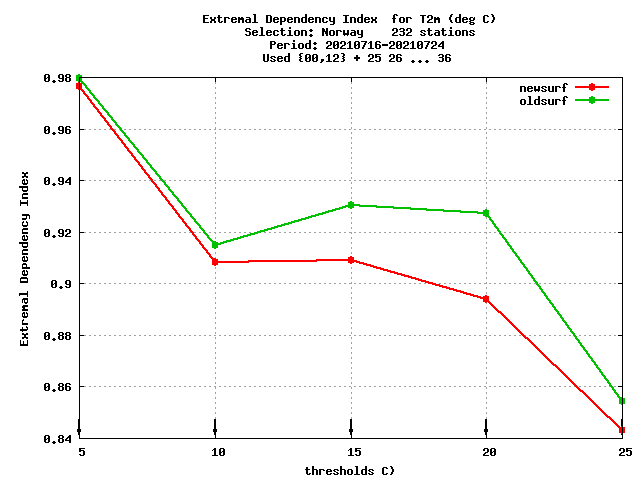 Extremal Dependency Index  for T2m (deg C)
Selection: Norway    232 stations
Period: 20210716-20210724
Used {00,12} + 25 26 ... 36
newsurf
oldsurf
Extremal Dependency Index
0.98
0.96
0.94
0.92
0.9
0.88
0.86
0.84
5 10 15 20 25
thresholds C)